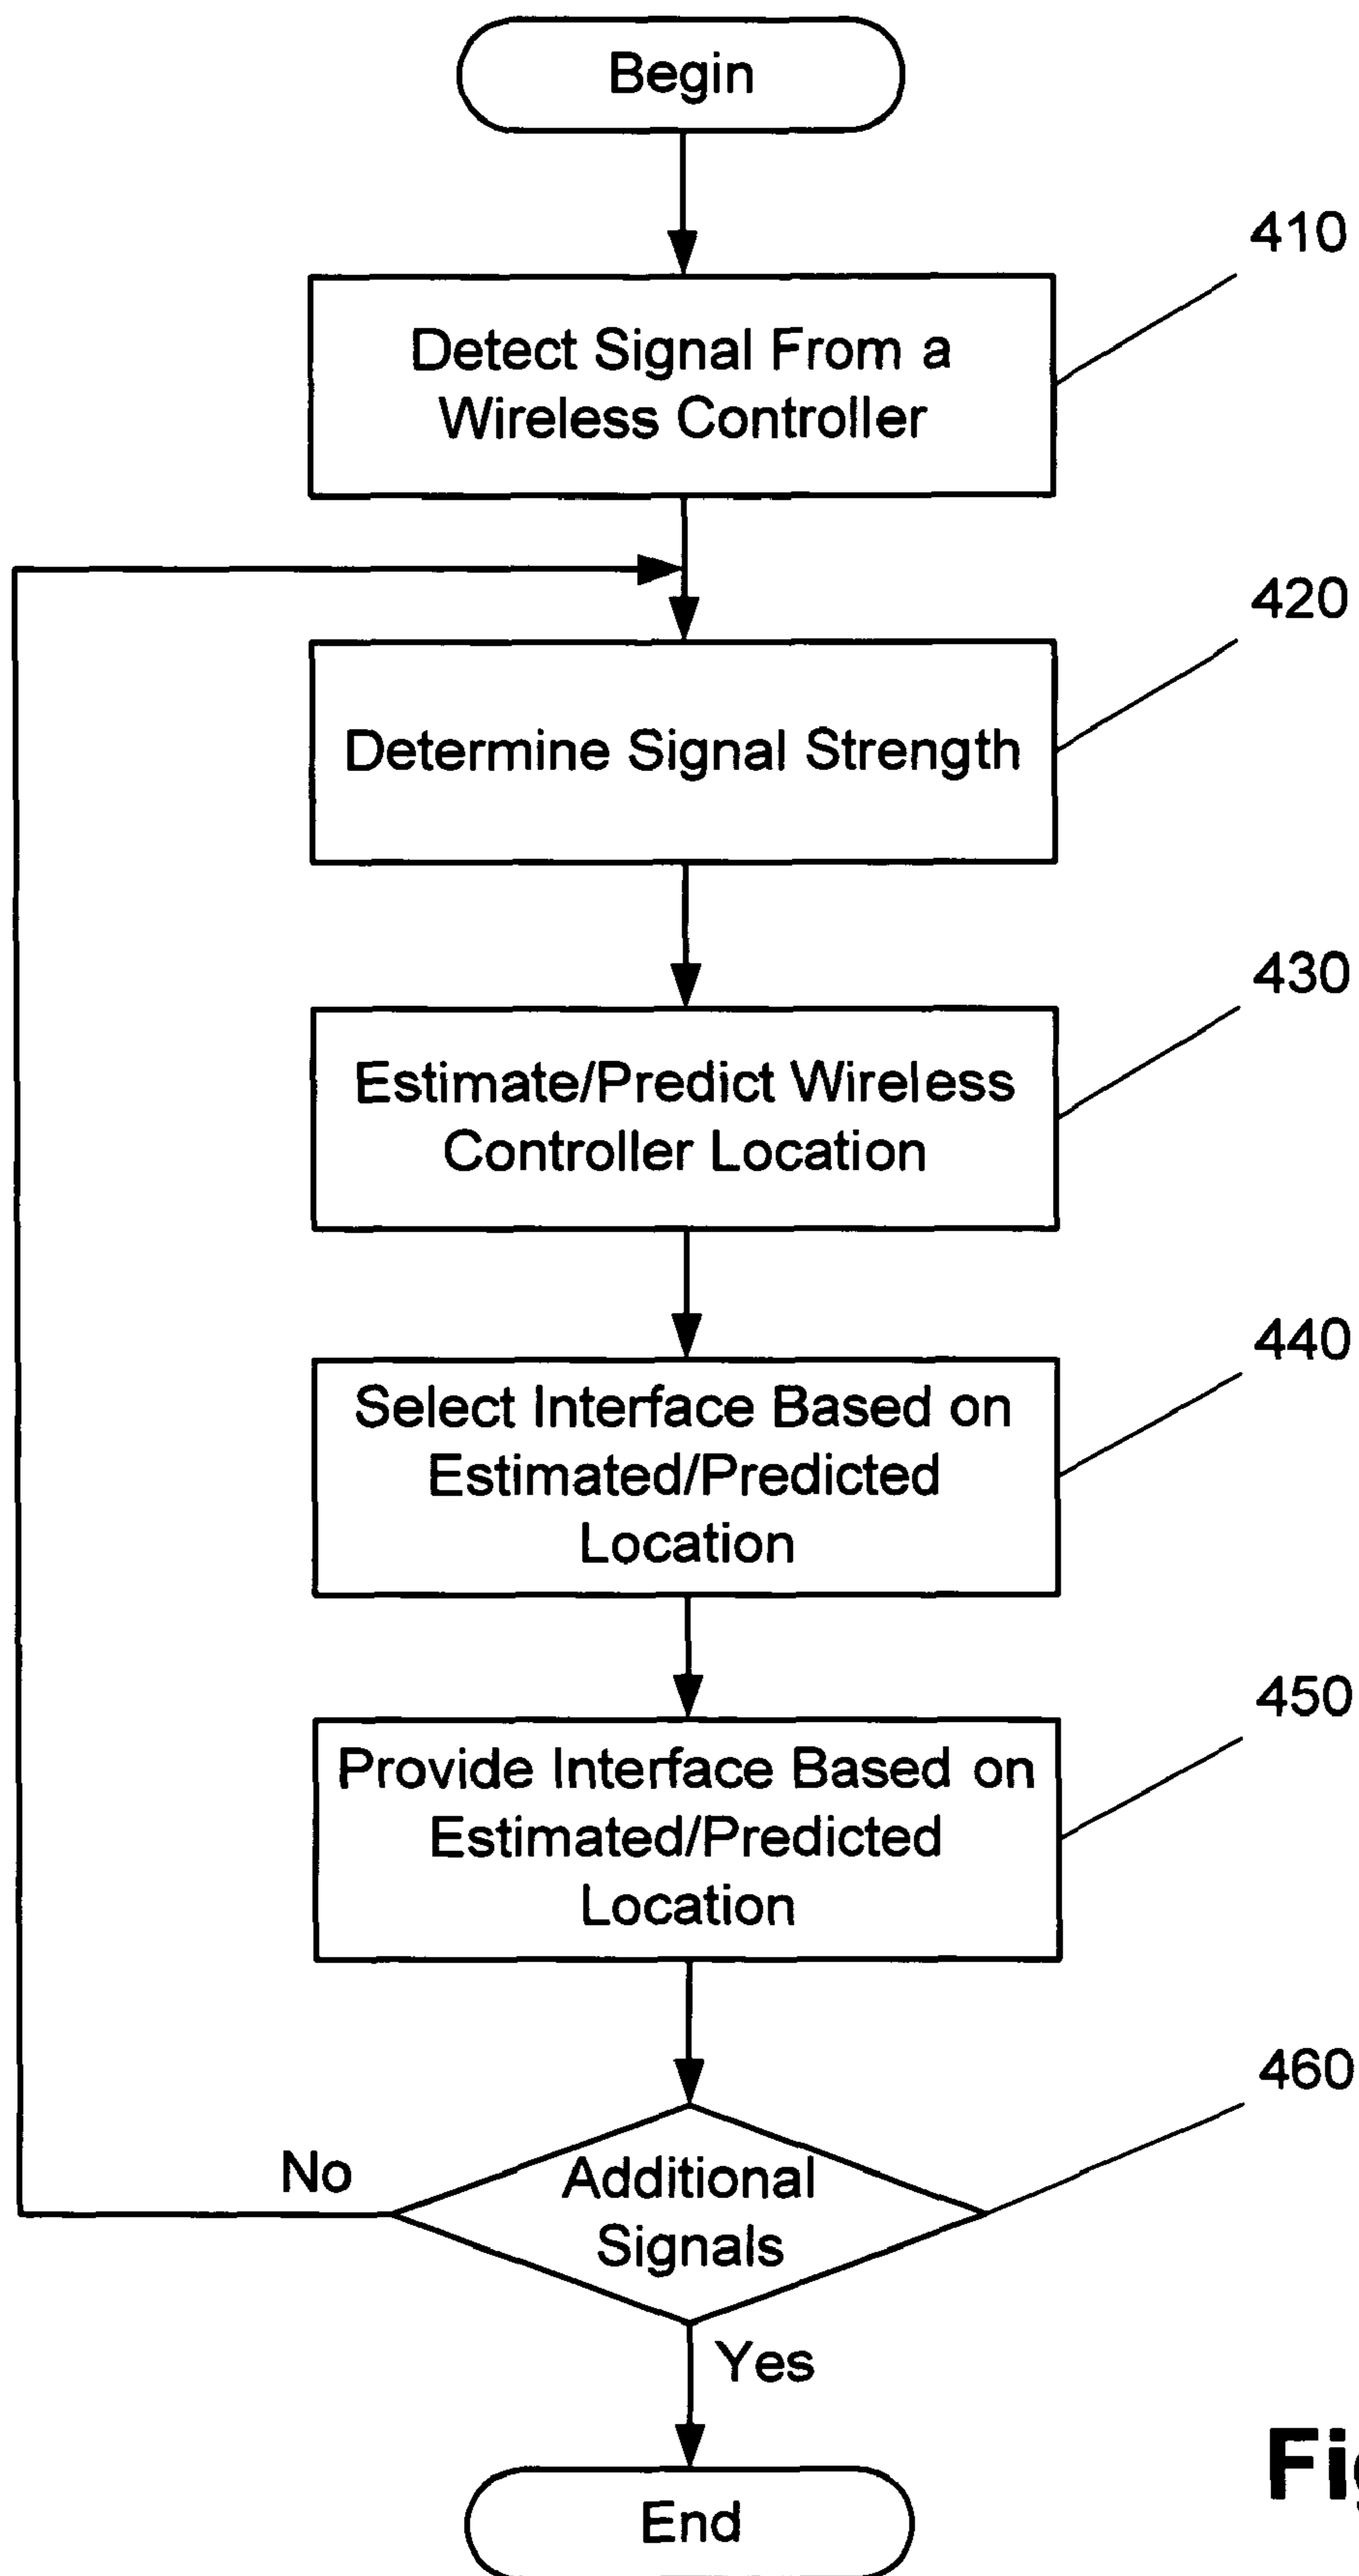 Begin
410
Detect Signal From a
Wireless Controller
420
Determine Signal Strength
430
Estimate/Predict Wireless
Controller Location
440
Select Interface Based on
Estimated/Predicted
Location
450
Provide Interface Based on
Estimated/Predicted
Location
460
No
Additional
Signals
Yes
End